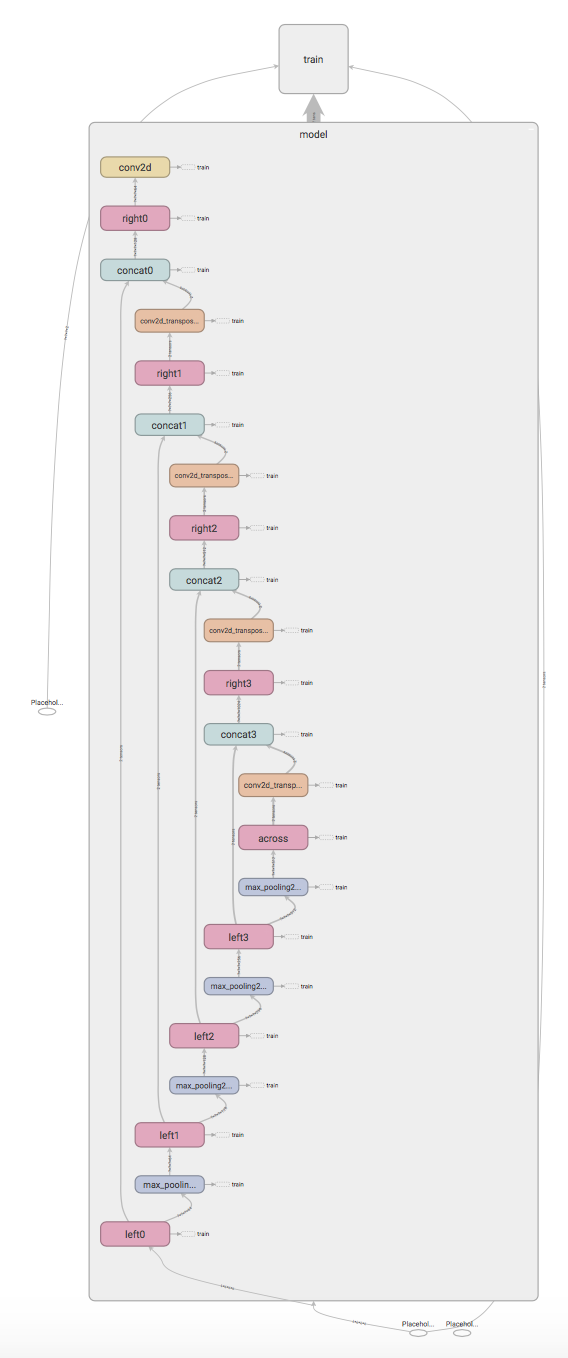 train
model
conv2d train
right0 train
concat0 train
conv2d_transpos... train
right1 train
concat1 train
conv2d_transpos... train
right2 train
concat2 train
conv2d_transpos... train
right3 train
Placehol...
concat3 train
conv2d_transp... train
across train
max_pooling2... train
left3 train
max_pooling2... train
left2 train
max_pooling2... train
left1 train
max_poolin... train
left0 train
Placehol... Placehol...